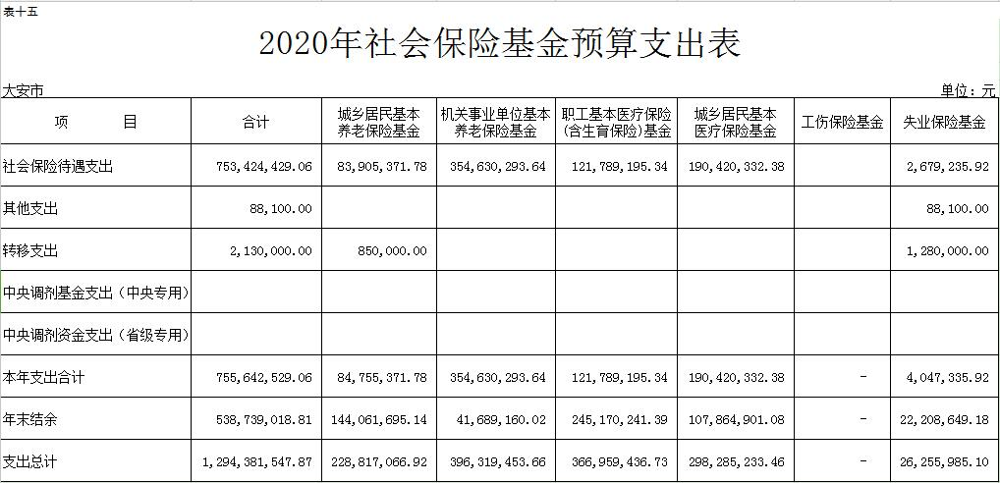 表十五
2020年社会保险基金预算支出表
大安市 单位：元
项 目 合计 城乡居民基本养老保险基金 机关事业单位基本养老保险基金 职工基本医疗保险(含生育保险)基金 城乡居民基本医疗保险基金 工伤保险基金 失业保险基金
社会保险待遇支出 753,424,429.06 83,905,371.78 354,630,293.64 121,789,195.34 190,420,332.38 2,679,235.92
其他支出 88,100.00 88,100.00
转移支出 2,130,000.00 850,000.00 1,280,000.00
中央调剂基金支出（中央专用）
中央调剂资金支出（省级专用）
本年支出合计 755,642,529.06 84,755,371.78 354,630,293.64 121,789,195.34 190,420,332.38 - 4,047,335.92
年末结余 538,739,018.81 144,061,695.14 41,689,160.02 245,170,241.39 107,864,901.08 - 22,208,649.18
支出总计 1,294,381,547.87 228,817,066.92 396,319,453.66 366,959,436.73 298,285,233.46 - 26,255,985.10